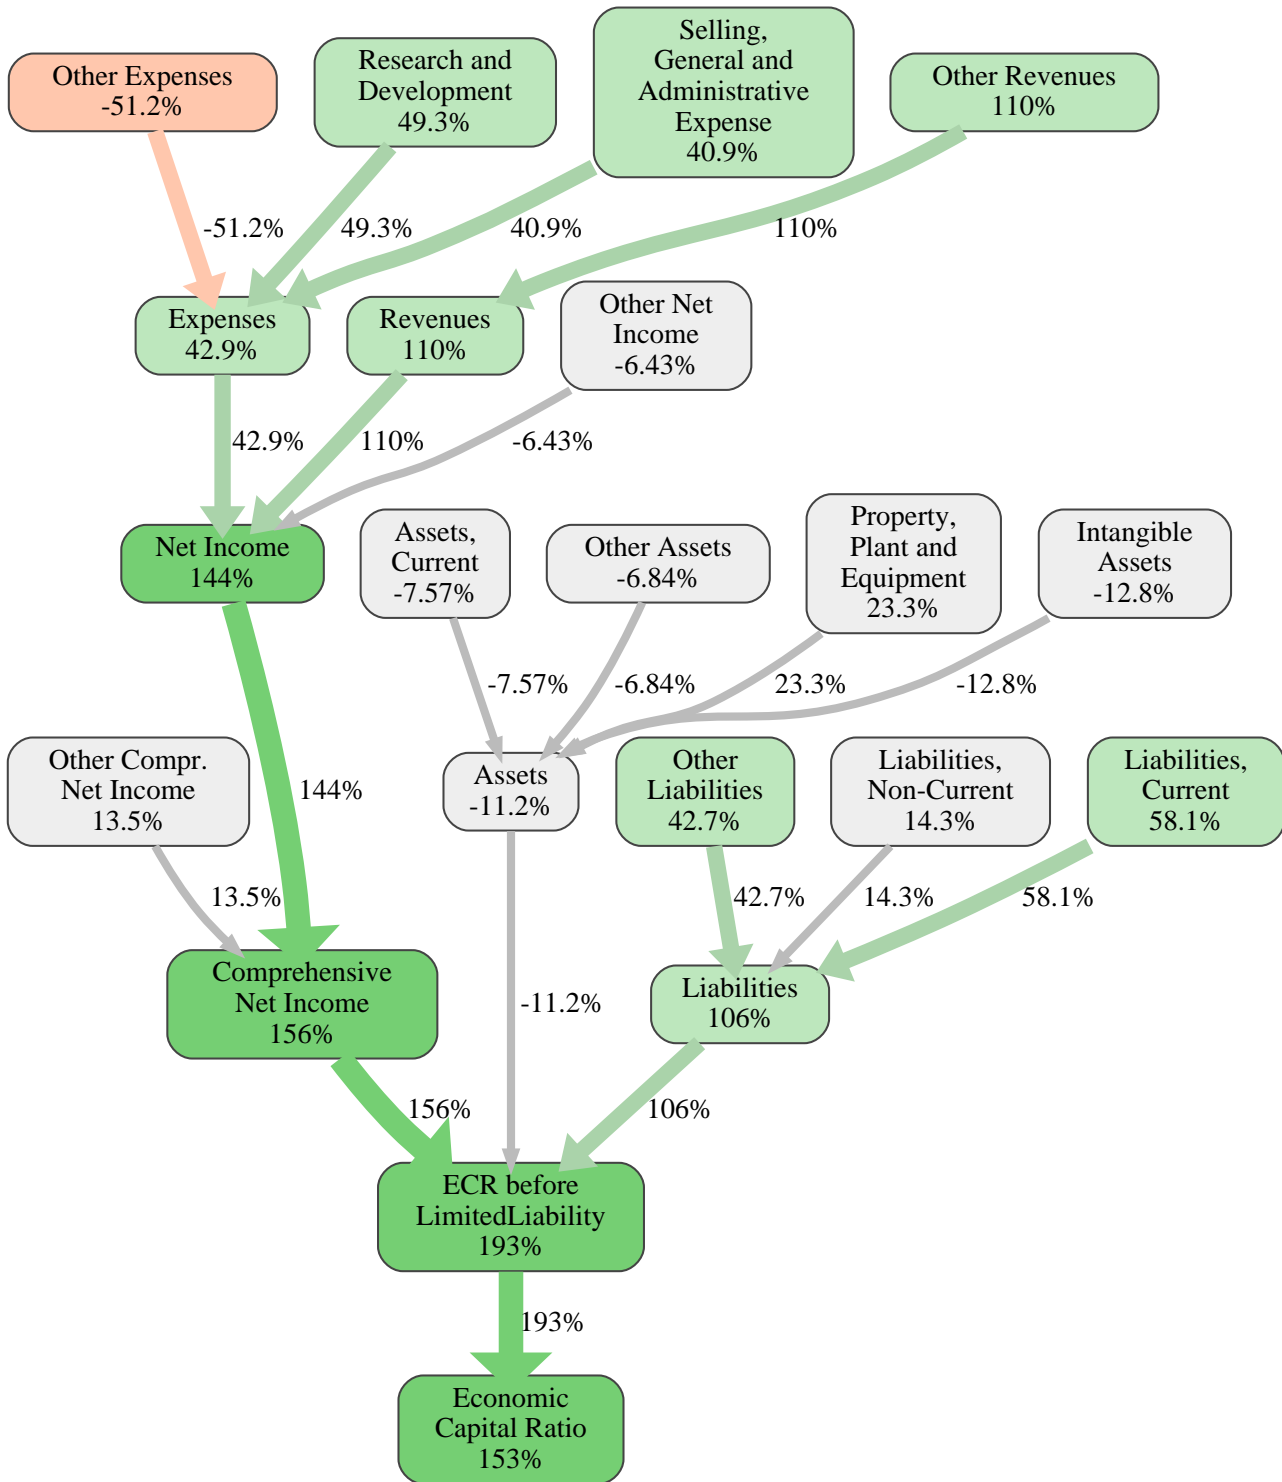 Other Expenses
-51.2%
Research and
Development
49.3%
Selling,
General and
Administrative
Expense
40.9%
Other Revenues
110%
-51.2%
49.3%
40.9%
110%
Expenses
42.9%
Revenues
110%
Other Net
Income
-6.43%
42.9%
110%
-6.43%
Net Income
144%
Assets,
Current
-7.57%
Other Assets
-6.84%
Property,
Plant and
Equipment
23.3%
Intangible
Assets
-12.8%
-7.57%
-6.84%
23.3%
-12.8%
Other Compr.
Net Income
13.5%
144%
Assets
-11.2%
Other
Liabilities
42.7%
Liabilities,
Non-Current
14.3%
Liabilities,
Current
58.1%
13.5%
42.7%
14.3%
58.1%
Comprehensive
Net Income
156%
-11.2%
Liabilities
106%
156%
106%
ECR before
LimitedLiability
193%
193%
Economic
Capital Ratio
153%